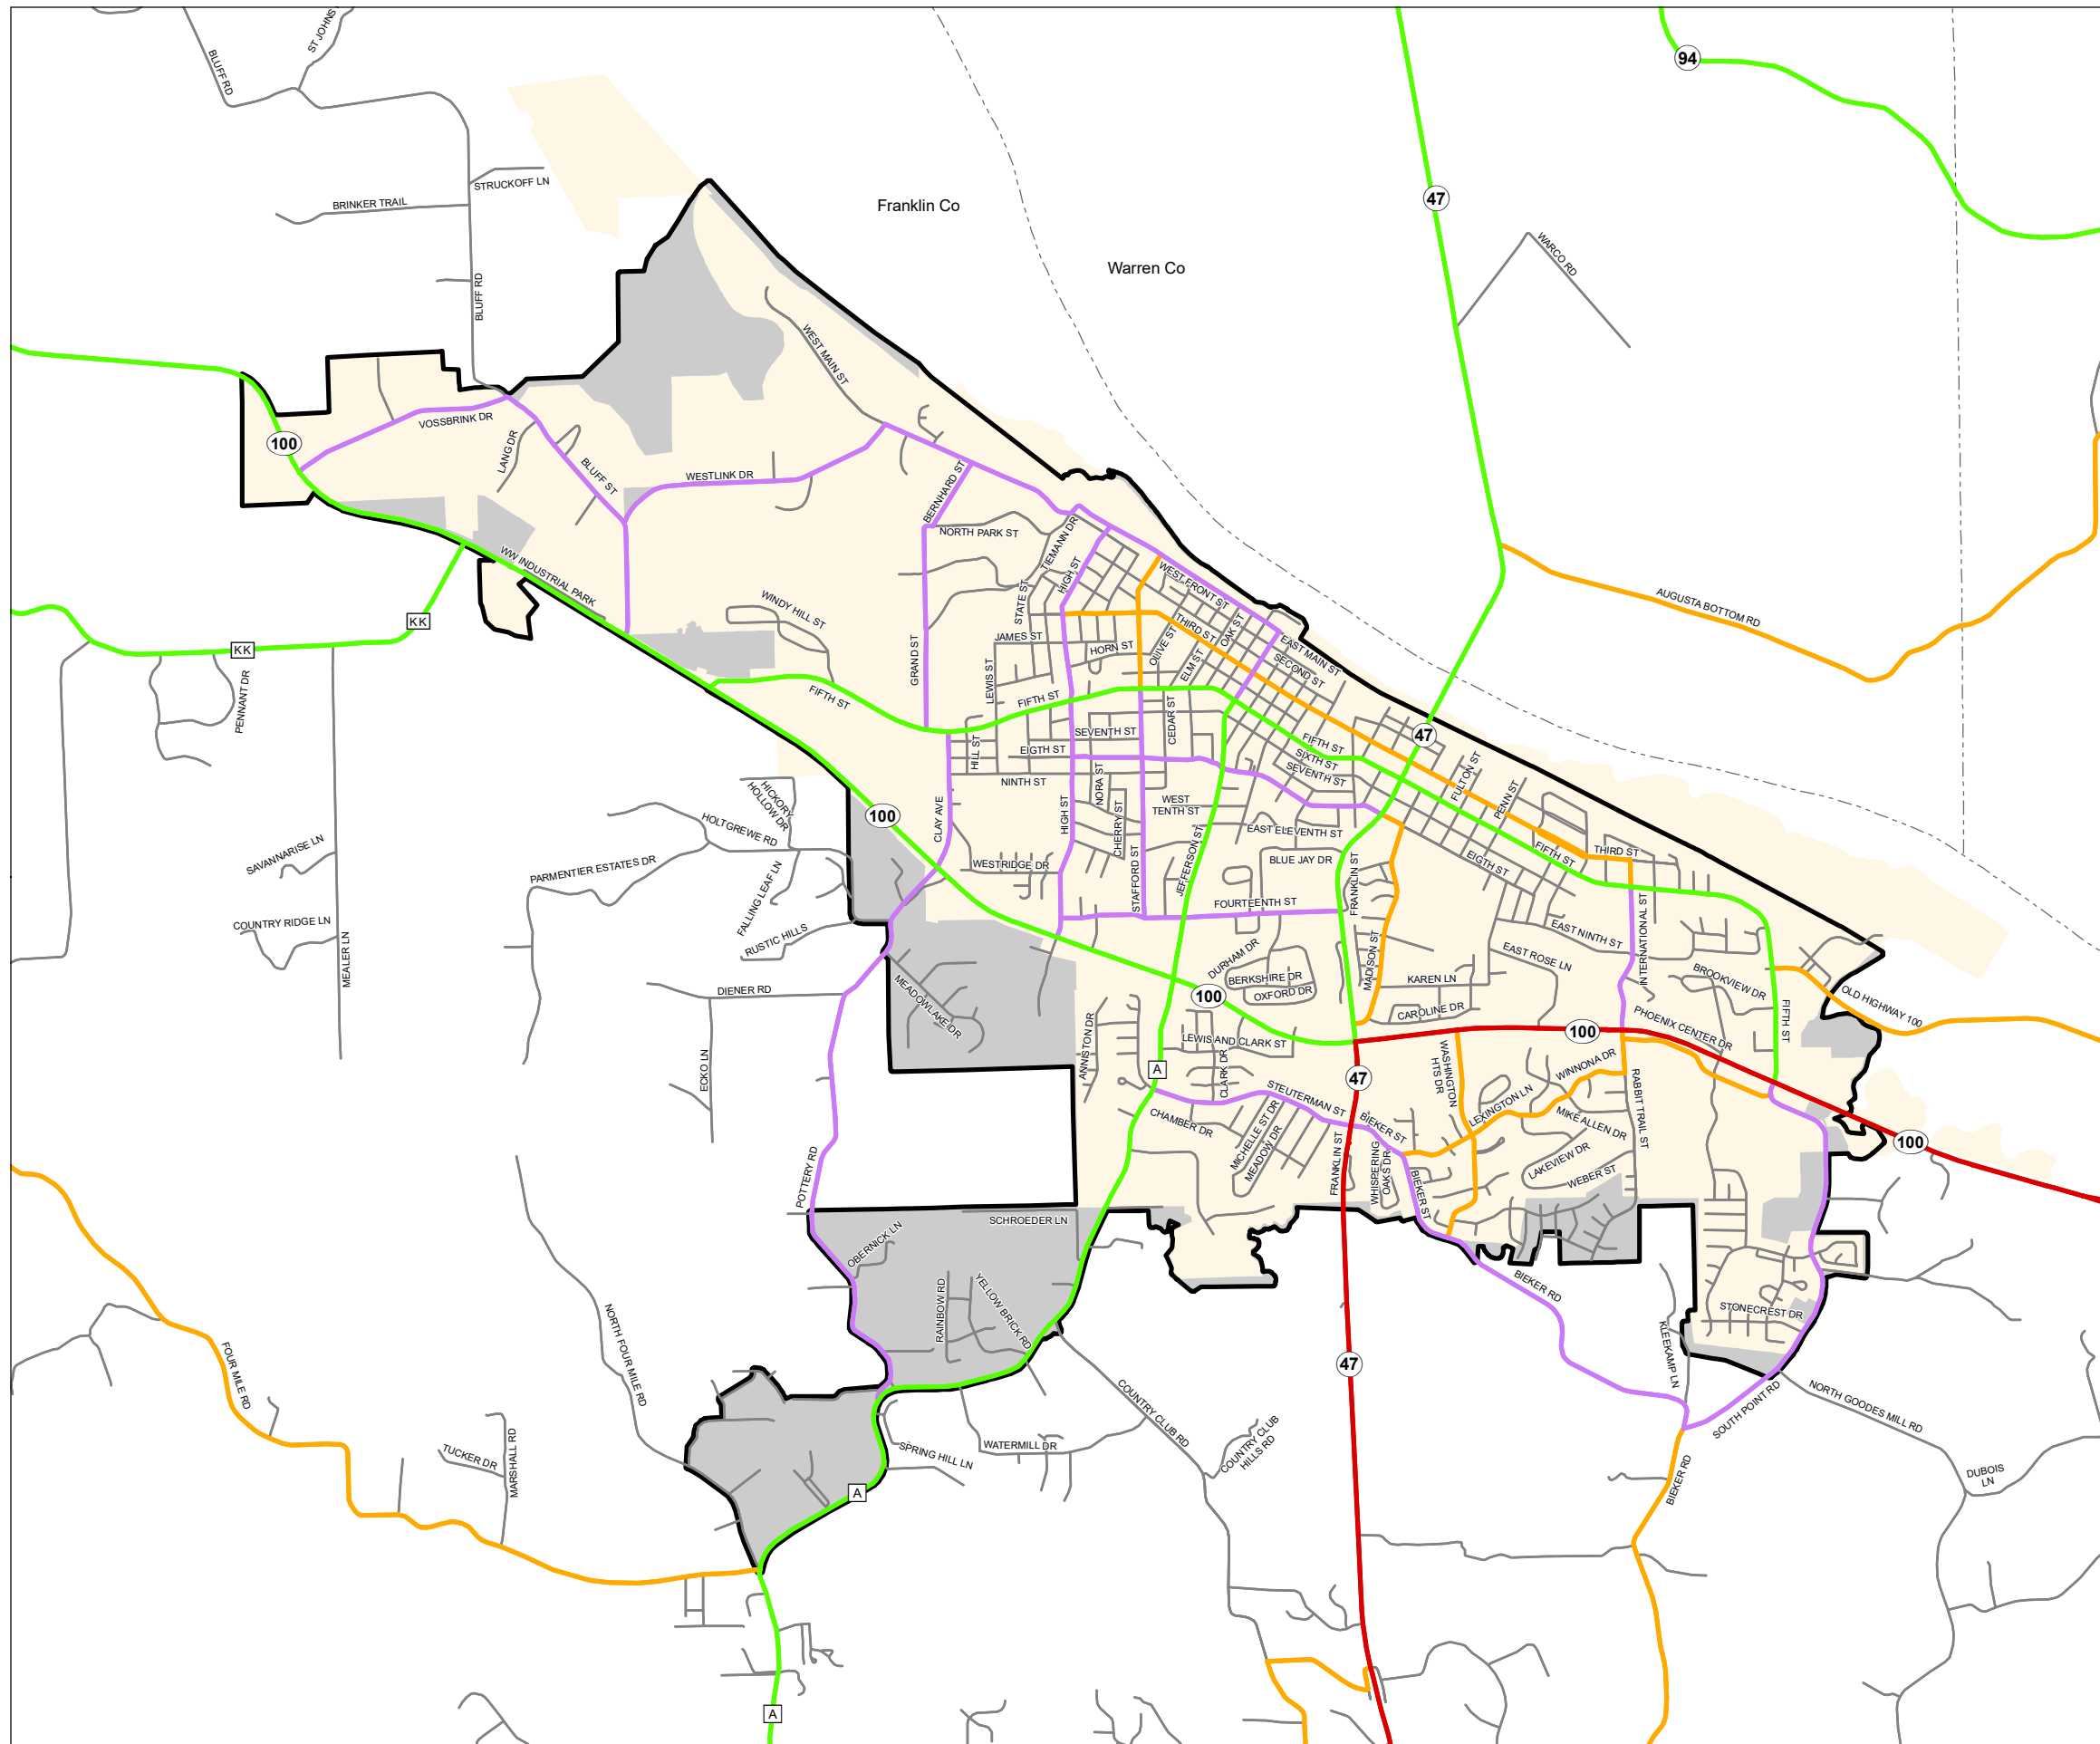 ST JOHNS
BLUFF RD
94
STRUCKOFF LN
BRINKER TRAIL
Franklin Co
47
Warren Co
WARCO RD
BLUFF RD
WEST MAIN ST
VOSSBRINK DR
100
LANG DR
BLUFF ST
WESTLINK DR
BERNHARD ST
NORTH PARK ST
TIEMANN DR
HIGH ST
WW INDUSTRIAL PARK
WEST FRONT ST
WINDY HILL ST
STATE ST
AUGUSTA BOTTOM RD
KK
KK
JAMES ST
HORN ST
THIRD ST
OAK ST
OLIVE ST
ELM ST
EAST MAIN ST
SECOND ST
GRAND ST
LEWIS ST
PENNANT DR
FIFTH ST
FIFTH ST
CEDAR ST
SEVENTH ST
EIGTH ST
HILL ST
47
FIFTH ST
SIXTH ST
SEVENTH ST
NINTH ST
NORA ST
FULTON ST
PENN ST
HICKORY
HOLLOW DR
HOLTGREWE RD
100
CLAY AVE
HIGH ST
CHERRY ST
WEST
TENTH ST
EAST ELEVENTH ST
SAVANNARISE LN
PARMENTIER ESTATES DR
WESTRIDGE DR
STAFFORD ST
JEFFERSON ST
BLUE JAY DR
FRANKLIN ST
EIGTH ST
FIFTH ST
THIRD ST
FALLING LEAF LN
FOURTEENTH ST
COUNTRY RIDGE LN
MEALER LN
RUSTIC HILLS
EAST NINTH ST
INTERNATIONAL ST
DURHAM DR
MADISON ST
EAST ROSE LN
BERKSHIRE DR
OXFORD DR
KAREN LN
BROOKVIEW DR
DIENER RD
MEADOWLAKE DR
100
CAROLINE DR
OLD HIGHWAY 100
PHOENIX CENTER DR
FIFTH ST
100
ANNISTON DR
LEWIS AND CLARK ST
CLARK DR
ECKO LN
A
47
WASHINGTON
HTS DR
WINNONA DR
RABBIT TRAIL ST
STEUTERMAN ST
LEXINGTON LN
CHAMBER DR
BIEKER ST
MIKE ALLEN DR
MICHELLE ST DR
MEADOW DR
100
FRANKLIN ST
WHISPERING
OAKS DR
BIEKER ST
LAKEVIEW DR
WEBER ST
POTTERY RD
SCHROEDER LN
OBERNICK LN
RAINBOW RD
YELLOW BRICK RD
BIEKER RD
STONECREST DR
NORTH FOUR MILE RD
FOUR MILE RD
47
KLEEKAMP LN
COUNTRY CLUB RD
SOUTH POINT RD
NORTH GOODES MILL RD
TUCKER DR
MARSHALL RD
SPRING HILL LN
WATERMILL DR
COUNTRY CLUB
HILLS RD
BIEKER RD
DUBOIS
LN
A
A